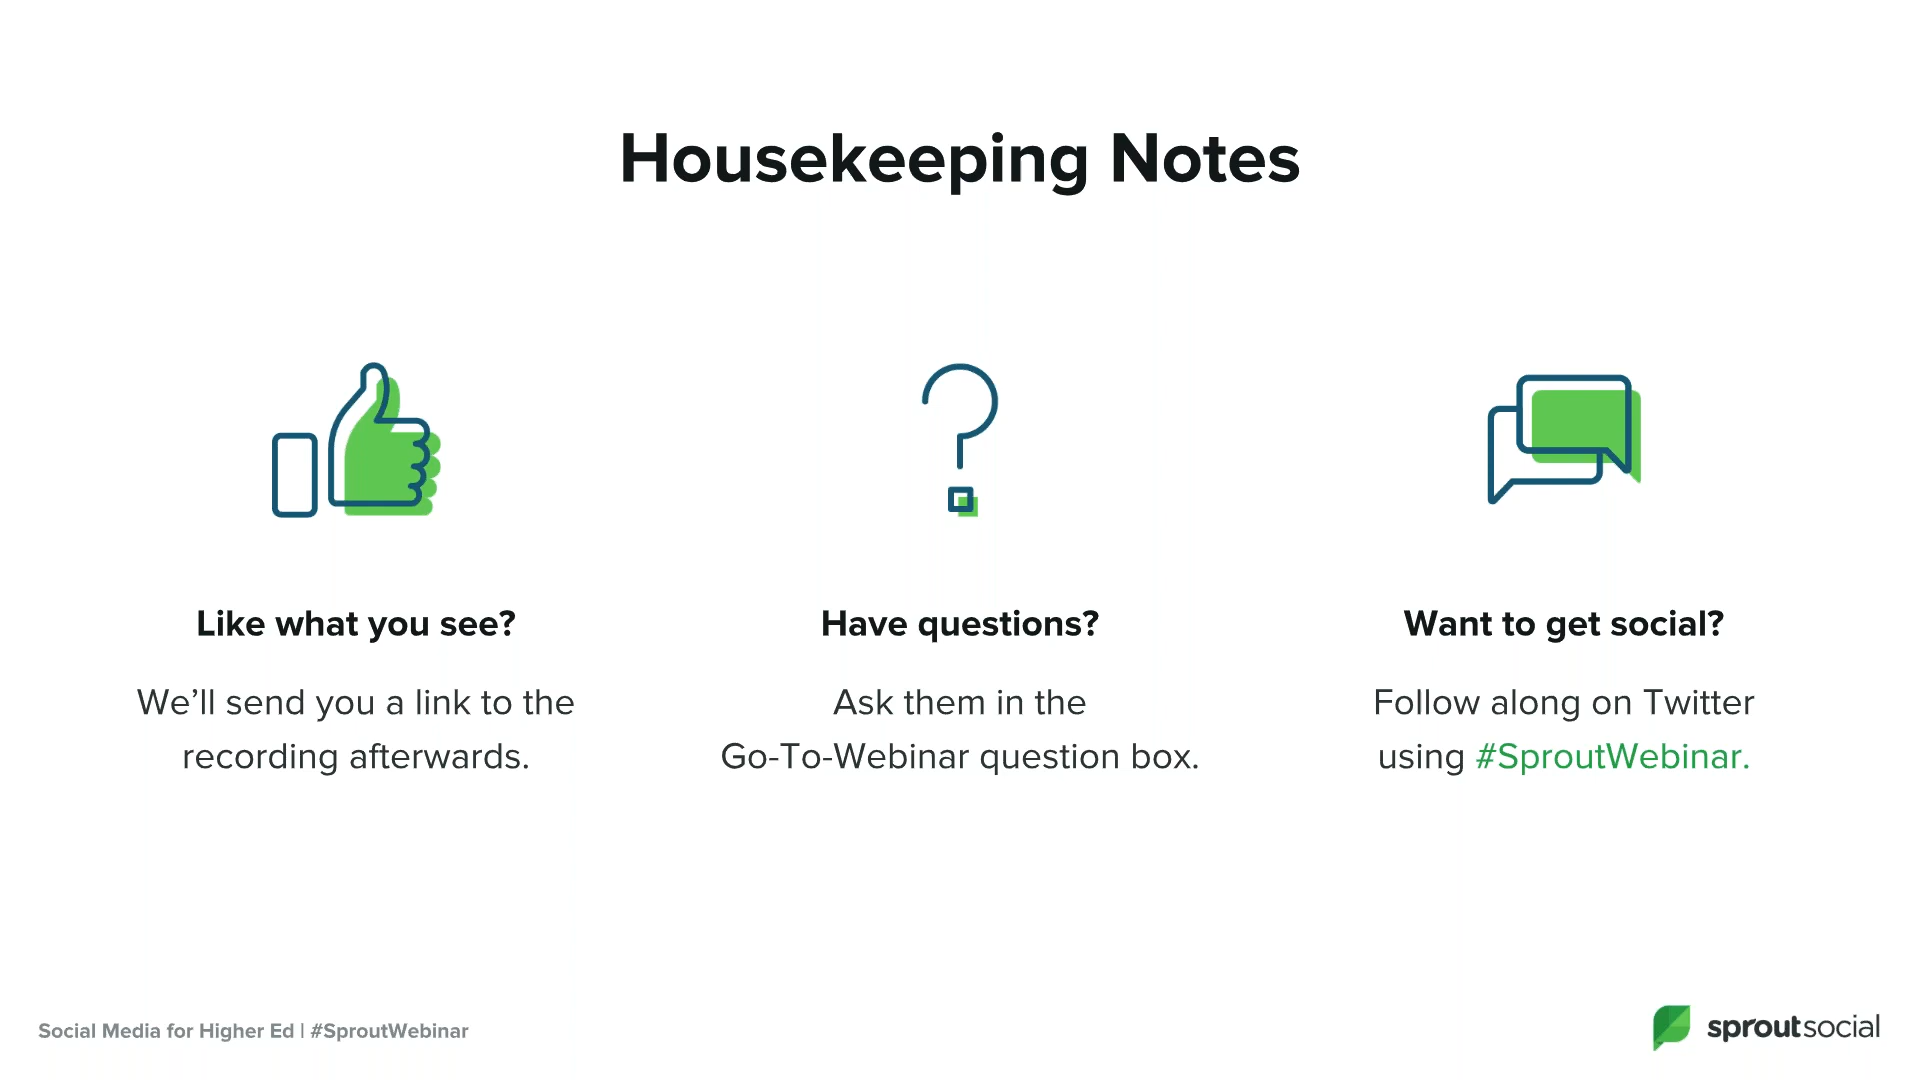 Housekeeping Notes
Like what you see?
We’ll send you a link to the
recording afterwards.
Have questions?
Ask them in the
Go-To-Webinar question box.
Want to get social?
Follow along on Twitter
using #SproutWebinar.
Social Media for Higher Ed | #SproutWebinar
sproutsocial